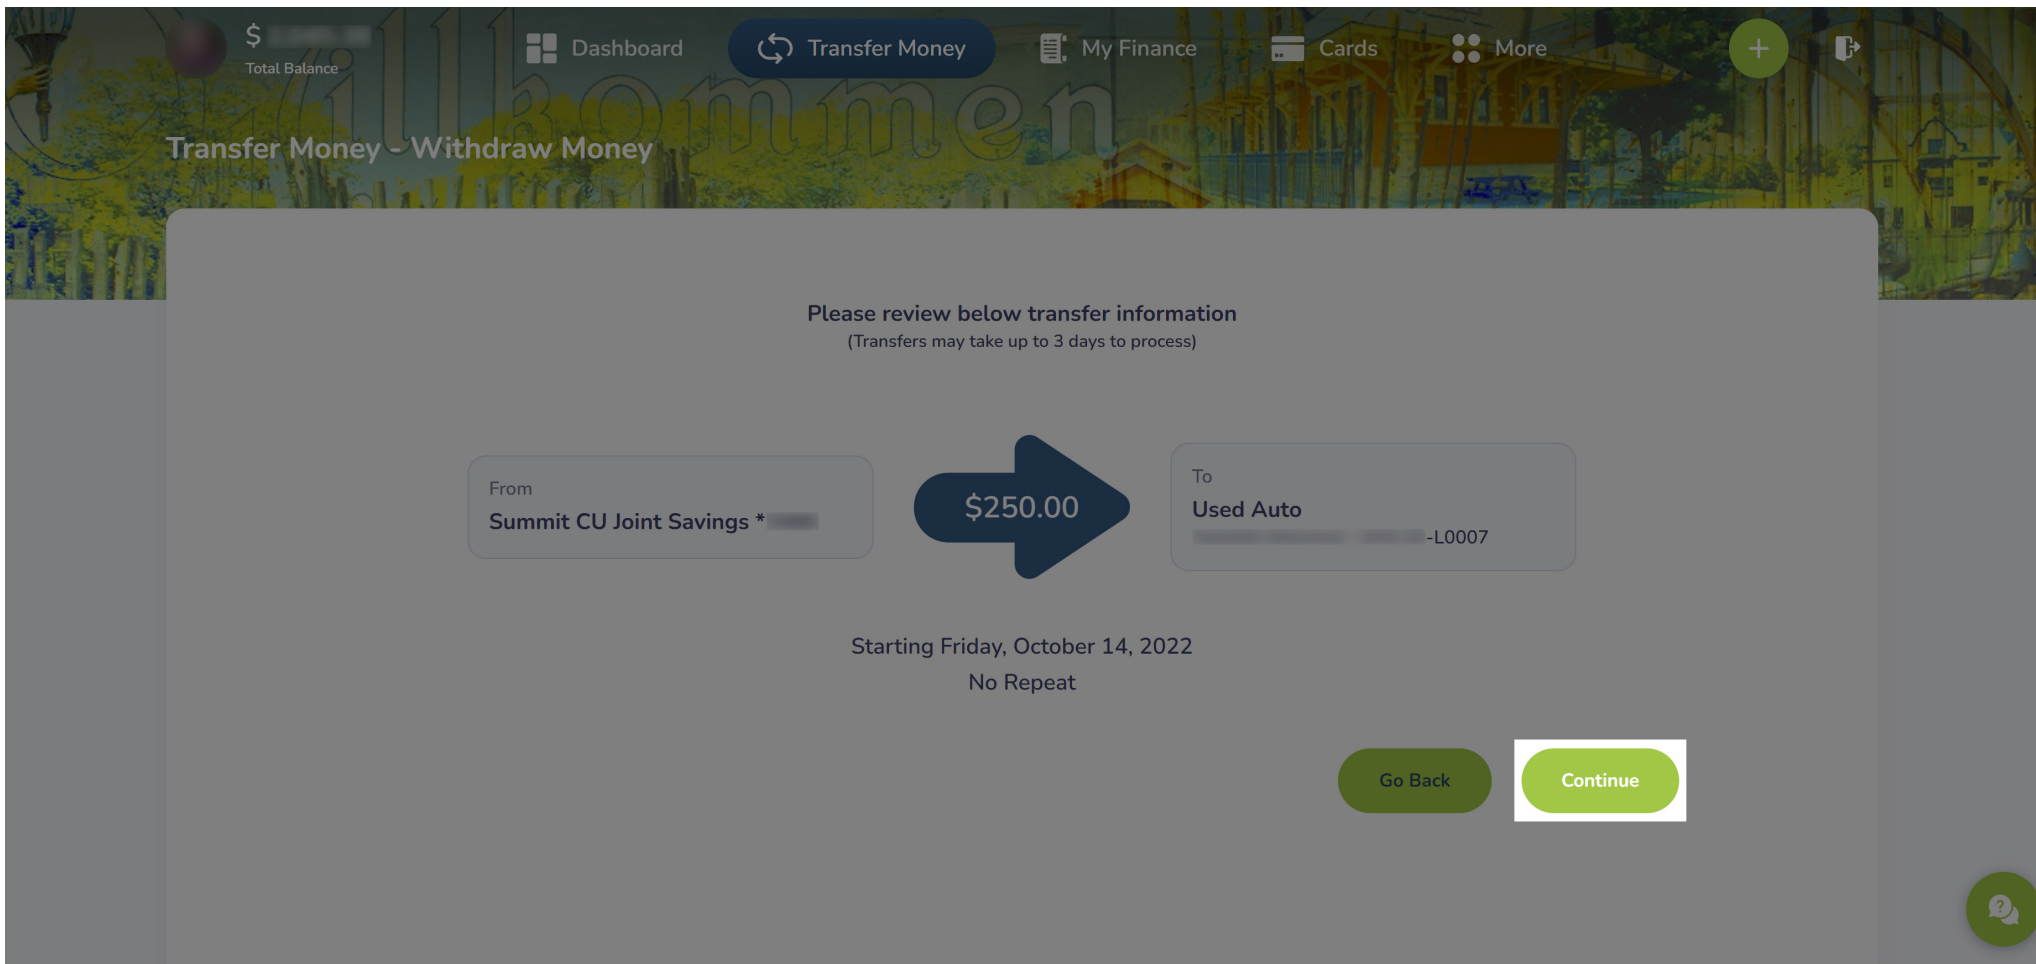 $
Total Balance
Dashboard
Transfer Money
My Finance
Cards
More
Willkommen
Transfer Money - Withdraw Money
Please review below transfer information
(Transfers may take up to 3 days to process)
From
Summit CU Joint Savings *
$250.00
To
Used Auto
-L0007
Starting Friday, October 14, 2022
No Repeat
Go Back
Continue